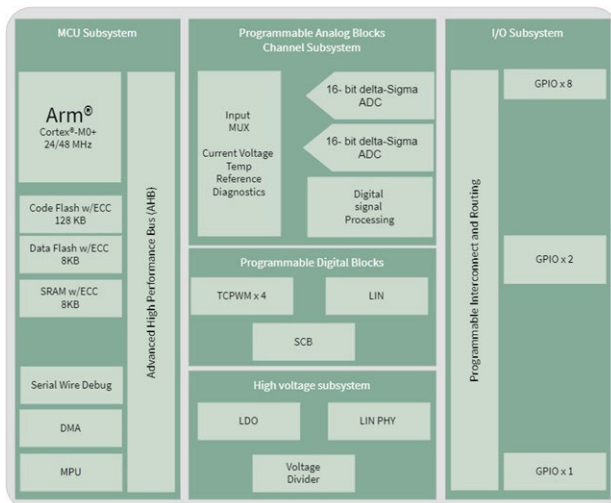 MCU Subsystem
Arm®
Cortex®-M0+
24/48 MHz
Code Flash w/ECC
128 KB
Data Flash w/ECC
8KB
SRAM w/ECC
8KB
Serial Wire Debug
DMA
MPU
Advanced High Performance Bus (AHB)
Programmable Analog Blocks
Channel Subsystem
Input
MUX
Current Voltage
Temp
Reference
Diagnostics
16- bit delta-Sigma
ADC
16- bit delta-Sigma
ADC
Digital
signal
Processing
Programmable Digital Blocks
TCPWM x 4
LIN
SCB
High voltage subsystem
LDO
LIN PHY
Voltage
Divider
I/O Subsystem
Programmable Interconnect and Routing
GPIO x 8
GPIO x 2
GPIO x 1